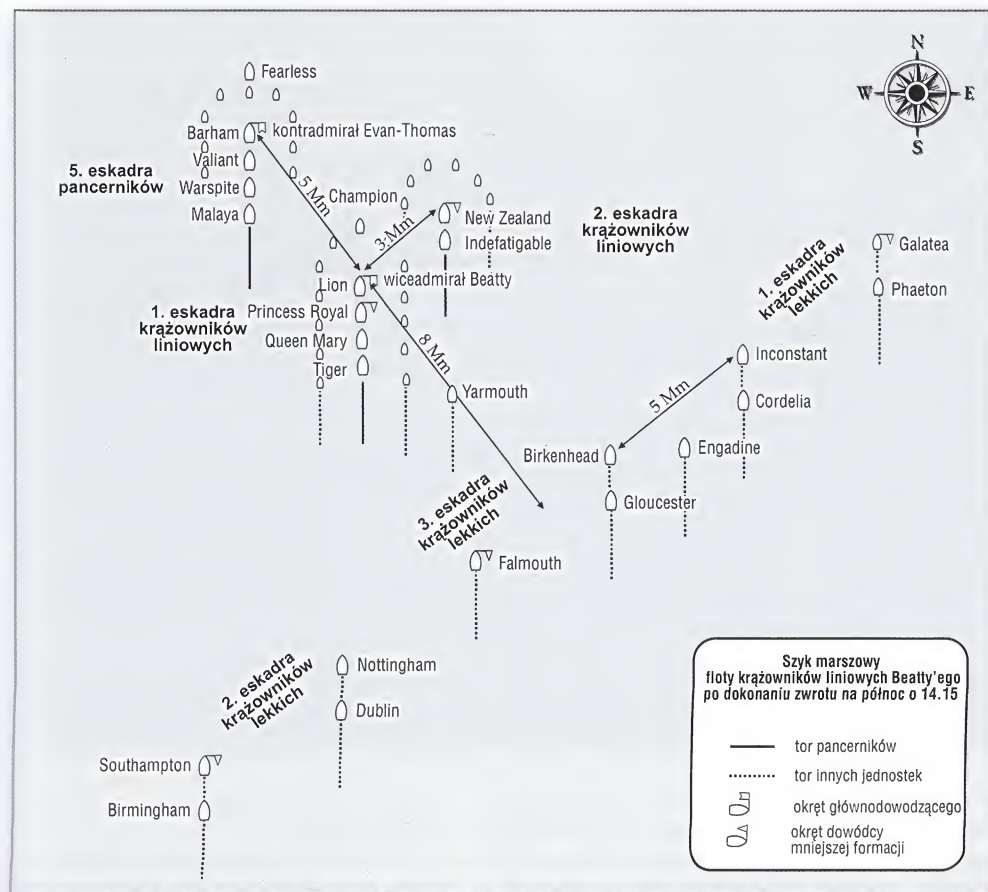 N
W
E
S
Fearless
Barham
kontradmirał Evan-Thomas
Valiant
Warspite
Malaya
5. eskadra
pancerników
5 Mm
Champion
3 Mm
New Zealand
Indefatigable
2. eskadra
krążowników
liniowych
Galatea
Phaeton
1. eskadra
krążowników
lekkich
Lion
wiceadmirał Beatty
Princess Royal
Queen Mary
Tiger
1. eskadra
krążowników
liniowych
8 Mm
Yarmouth
Inconstant
Cordelia
5 Mm
Birkenhead
Engadine
Gloucester
3. eskadra
krążowników
lekkich
Falmouth
Nottingham
Dublin
2. eskadra
krążowników
lekkich
Southampton
Birmingham
Szyk marszowy
floty krążowników liniowych Beatty'ego
po dokonaniu zwrotu na północ o 14.15
tor pancerników
tor innych jednostek
okręt głównodowodzącego
okręt dowódcy
mniejszej formacji